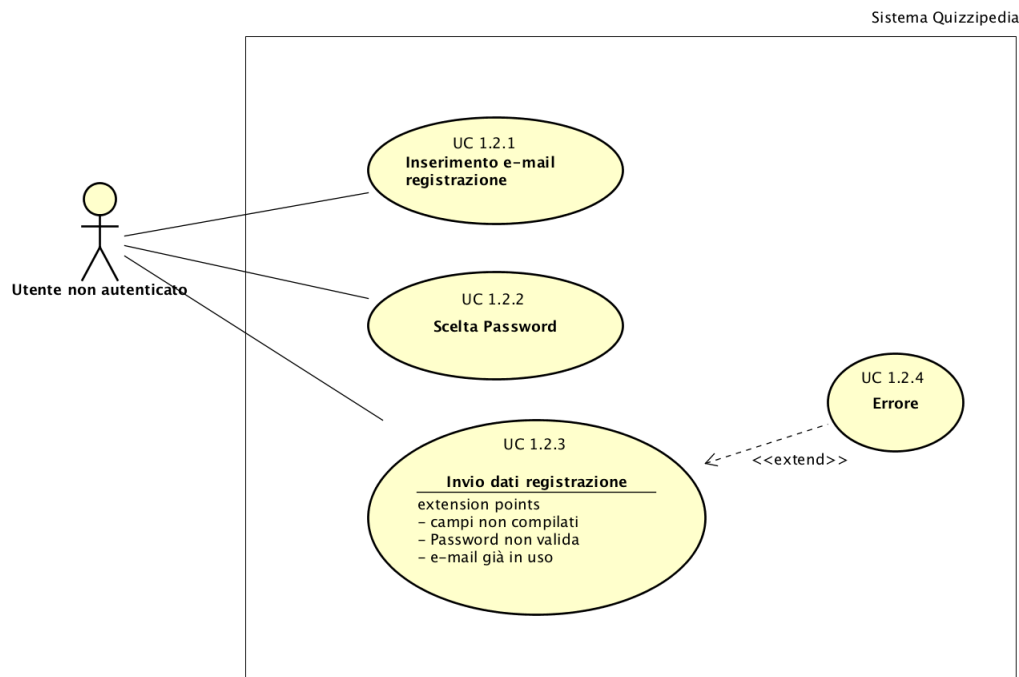 Sistema Quizzipedia
UC 1.2.1
Inserimento e-mail
registrazione
Utente non autenticato
UC 1.2.2
Scelta Password
UC 1.2.4
Errore
<<extend>>
UC 1.2.3
Invio dati registrazione
extension points
- campi non compilati
- Password non valida
- e-mail già in uso